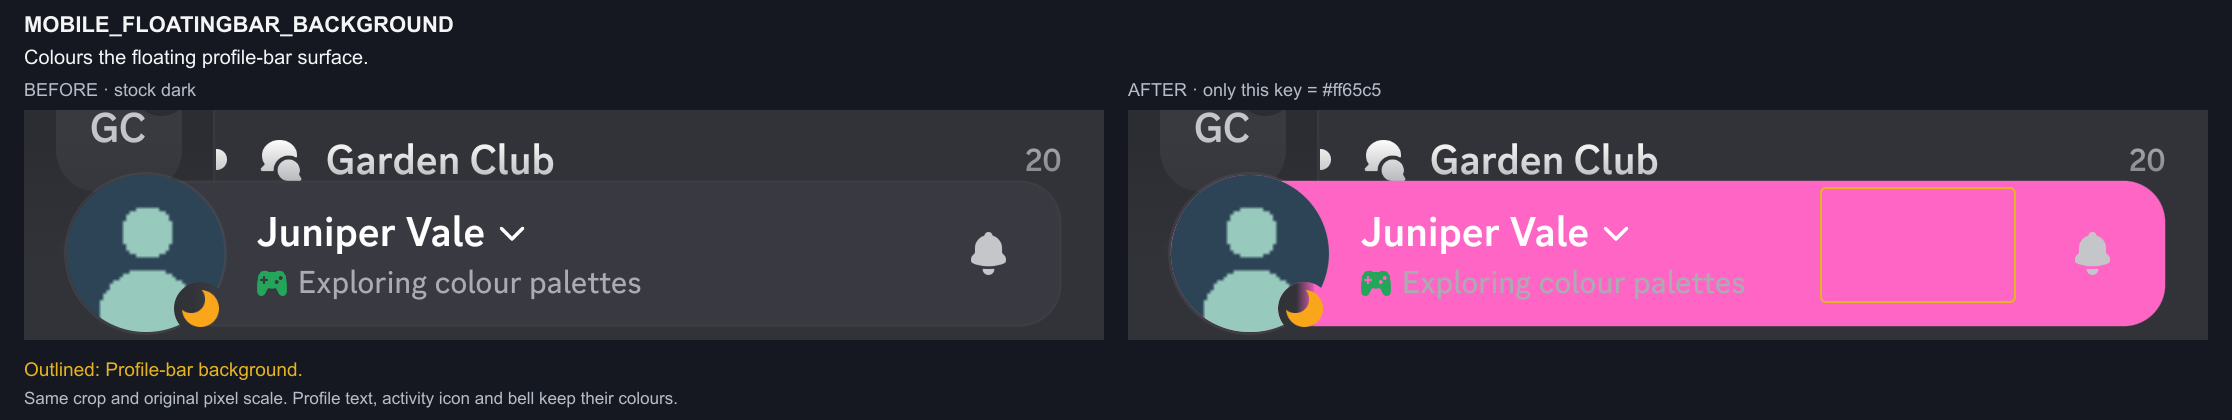 MOBILE_FLOATINGBAR_BACKGROUND
Colours the floating profile-bar surface.
BEFORE · stock dark
GC
Garden Club
20
Juniper Vale
Exploring colour palettes
AFTER · only this key = #ff65c5
GC
Garden Club
20
Juniper Vale
Exploring colour palettes
Outlined: Profile-bar background.
Same crop and original pixel scale. Profile text, activity icon and bell keep their colours.